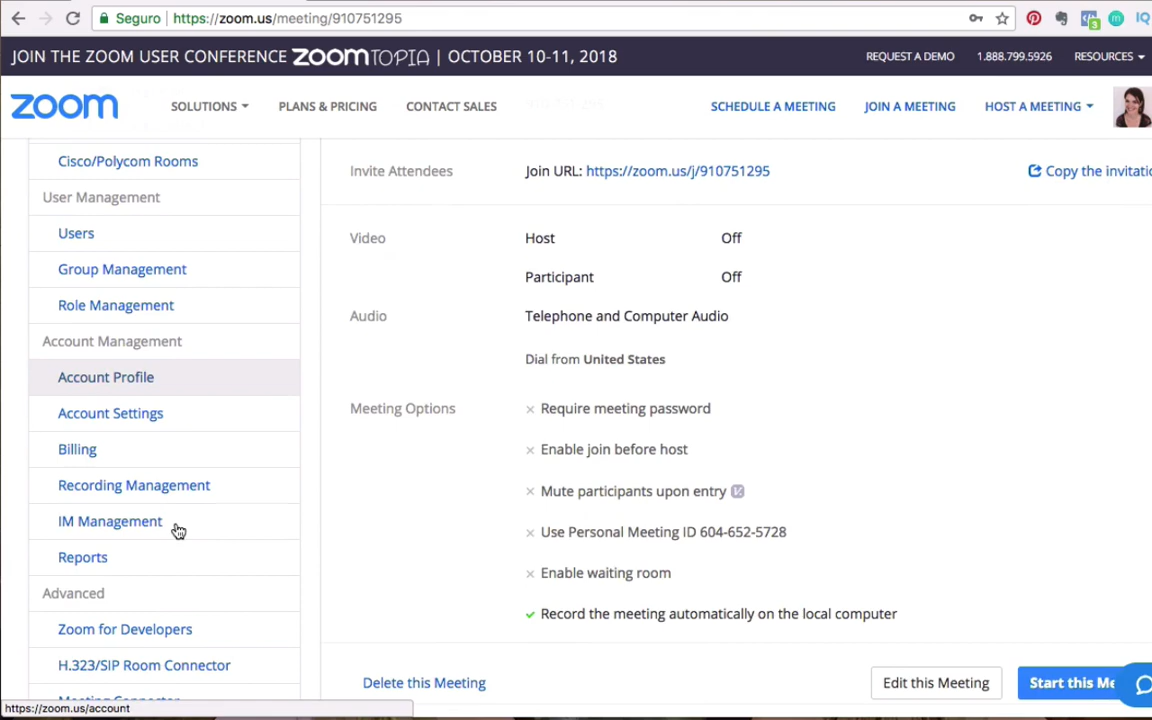 Seguro https://zoom.us/meeting/910751295
3
IQ
JOIN THE ZOOM USER CONFERENCE zoomTOPIA | OCTOBER 10-11, 2018
REQUEST A DEMO 1.888.799.5926 RESOURCES
zoom
SOLUTIONS PLANS & PRICING CONTACT SALES
SCHEDULE A MEETING JOIN A MEETING HOST A MEETING
Cisco/Polycom Rooms
User Management
Users
Group Management
Role Management
Account Management
Account Profile
Account Settings
Billing
Recording Management
IM Management
Reports
Advanced
Zoom for Developers
H.323/SIP Room Connector
Meeting Connector
https://zoom.us/account
Invite Attendees Join URL: https://zoom.us/j/910751295 Copy the invitatio
Video Host Off
Participant Off
Audio Telephone and Computer Audio
Dial from United States
Meeting Options Require meeting password
Enable join before host
Mute participants upon entry
Use Personal Meeting ID 604-652-5728
Enable waiting room
Record the meeting automatically on the local computer
Delete this Meeting Edit this Meeting Start this Me